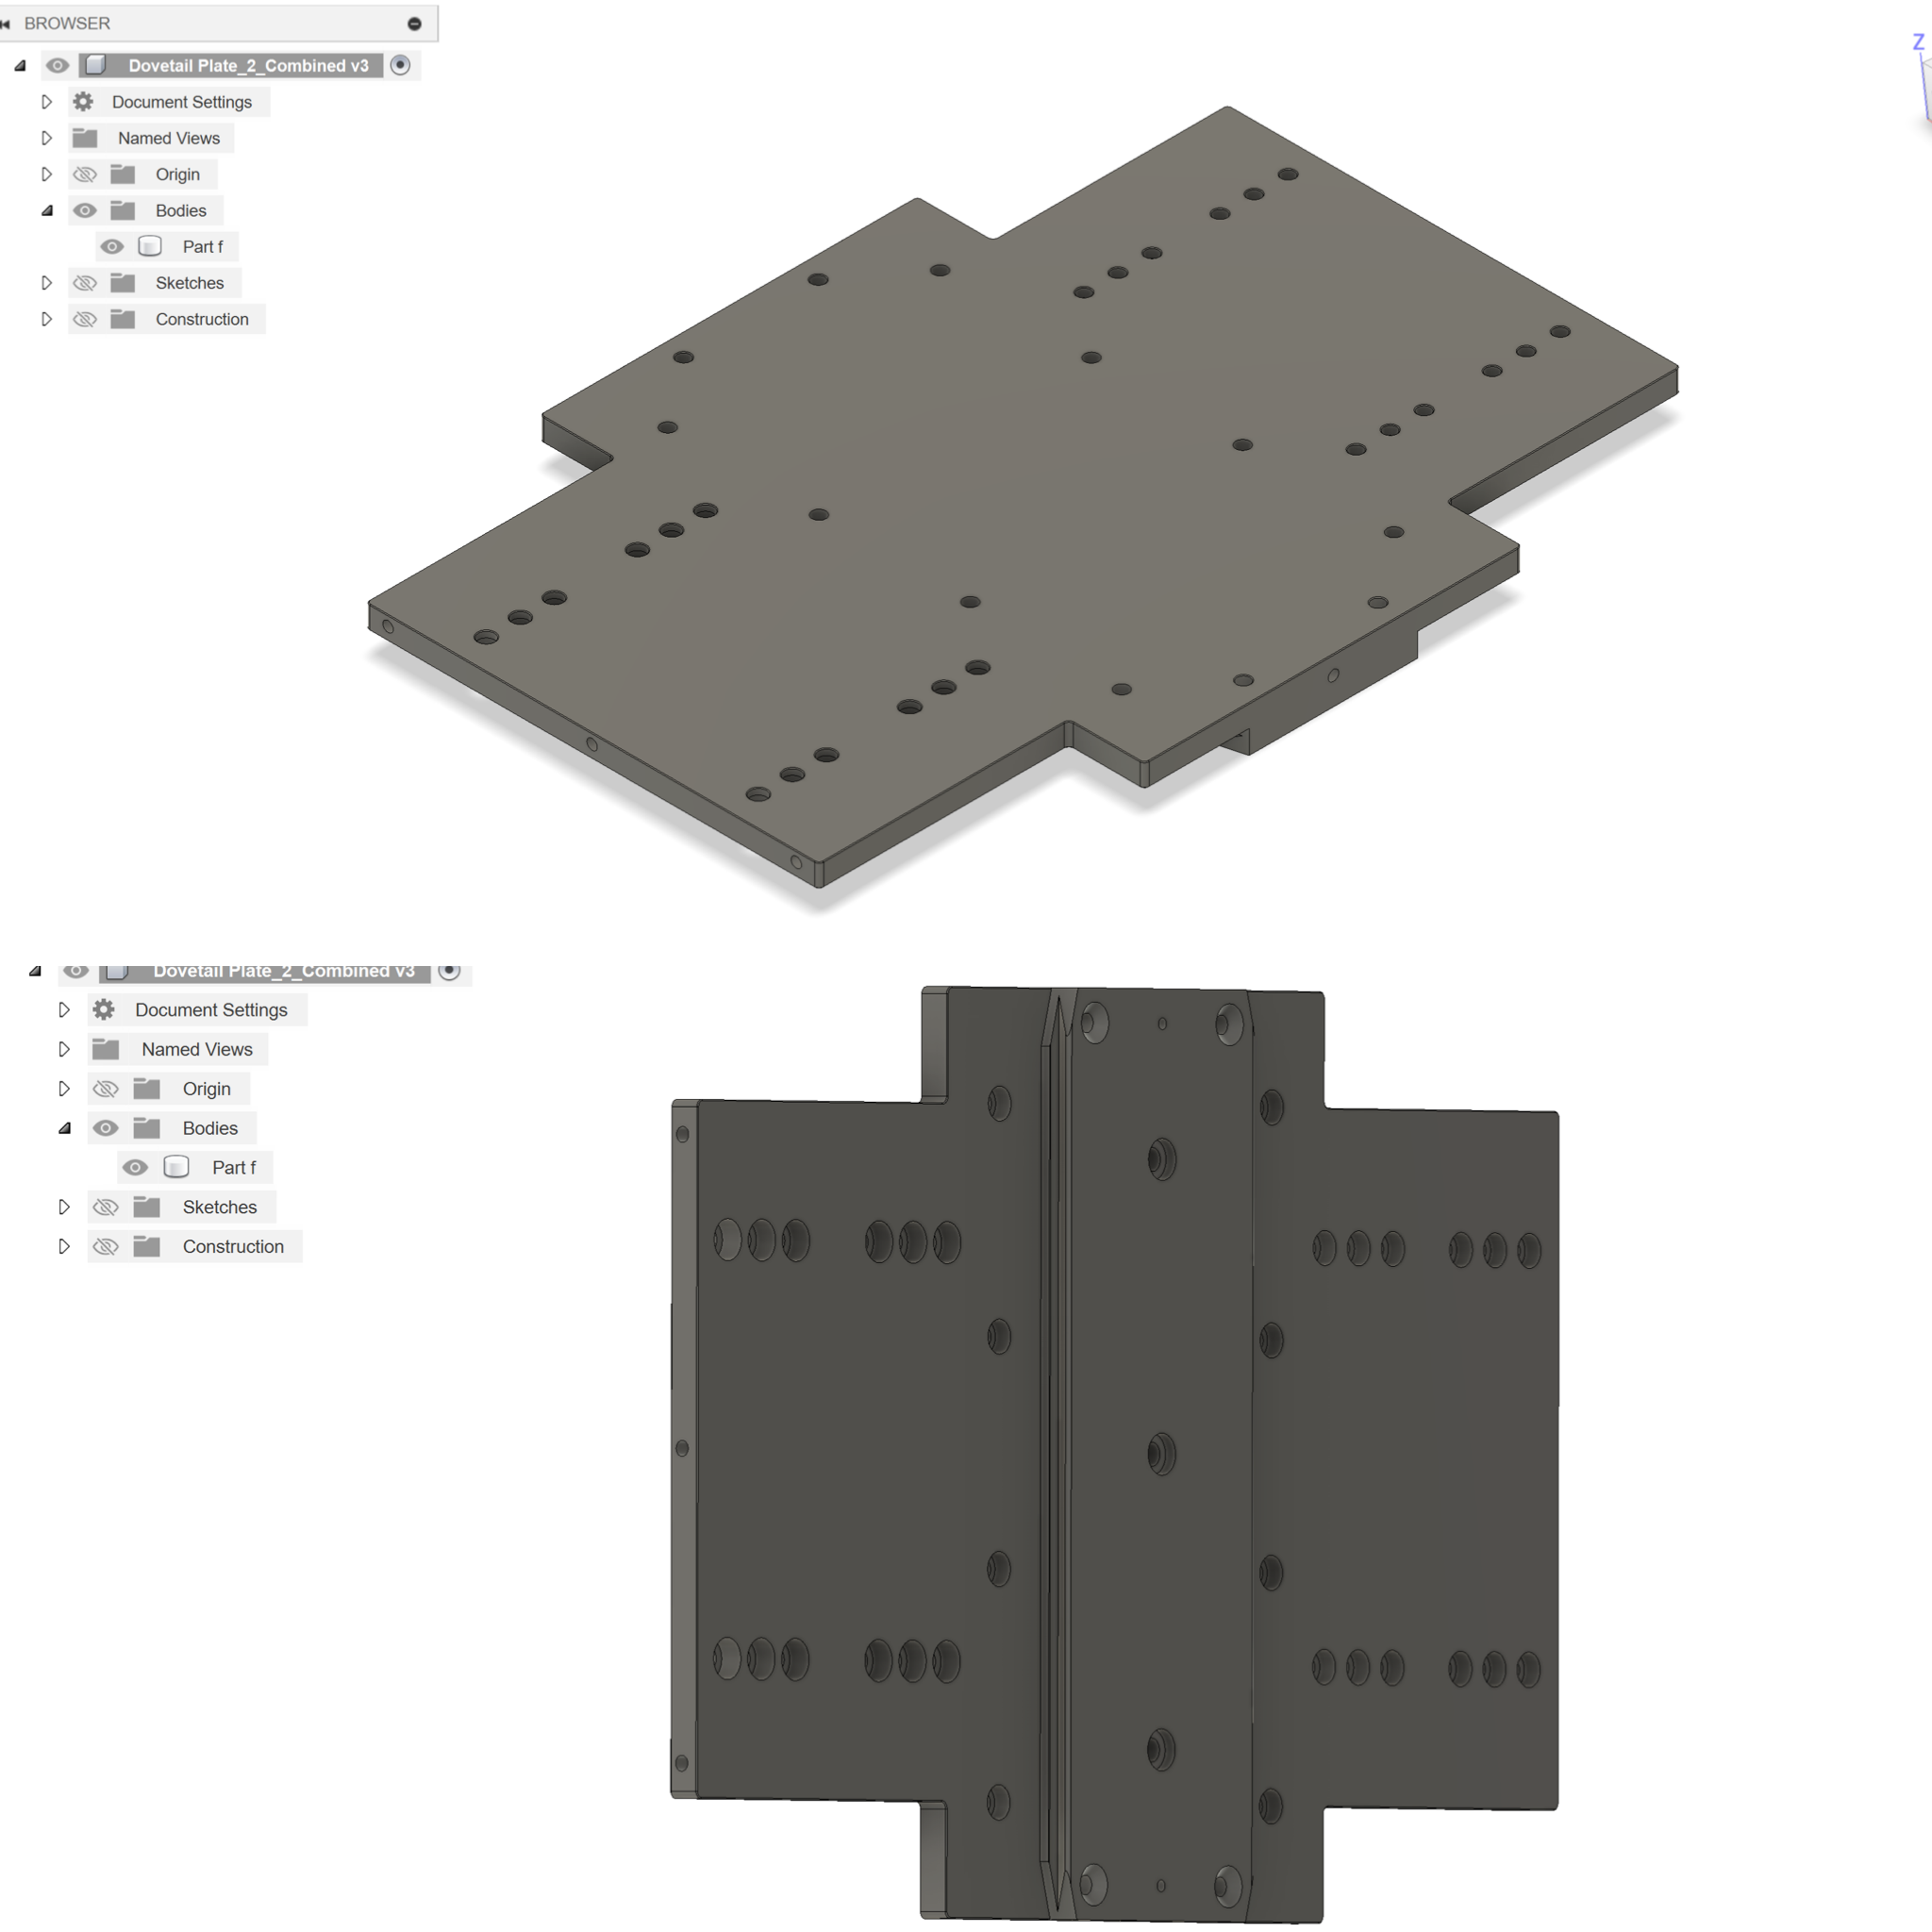 BROWSER
Dovetail Plate_2_Combined v3
Document Settings
Named Views
Origin
Bodies
Part f
Sketches
Construction
Z
Dovetail Plate_2_Combined v3
Document Settings
Named Views
Origin
Bodies
Part f
Sketches
Construction